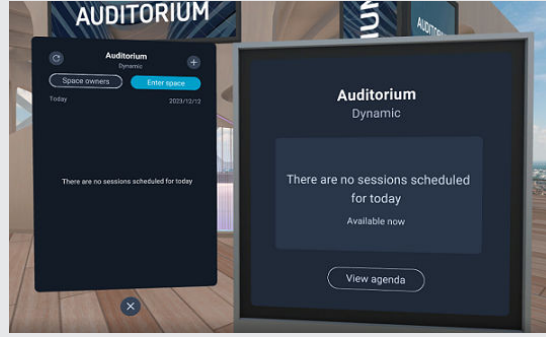 AUDITORIUM
Auditorium
Dynamic
Space owners
Enter space
Today
2023/12/12
There are no sessions scheduled for today
AUDITORIUM
Auditorium
Dynamic
There are no sessions scheduled
for today
Available now
View agenda